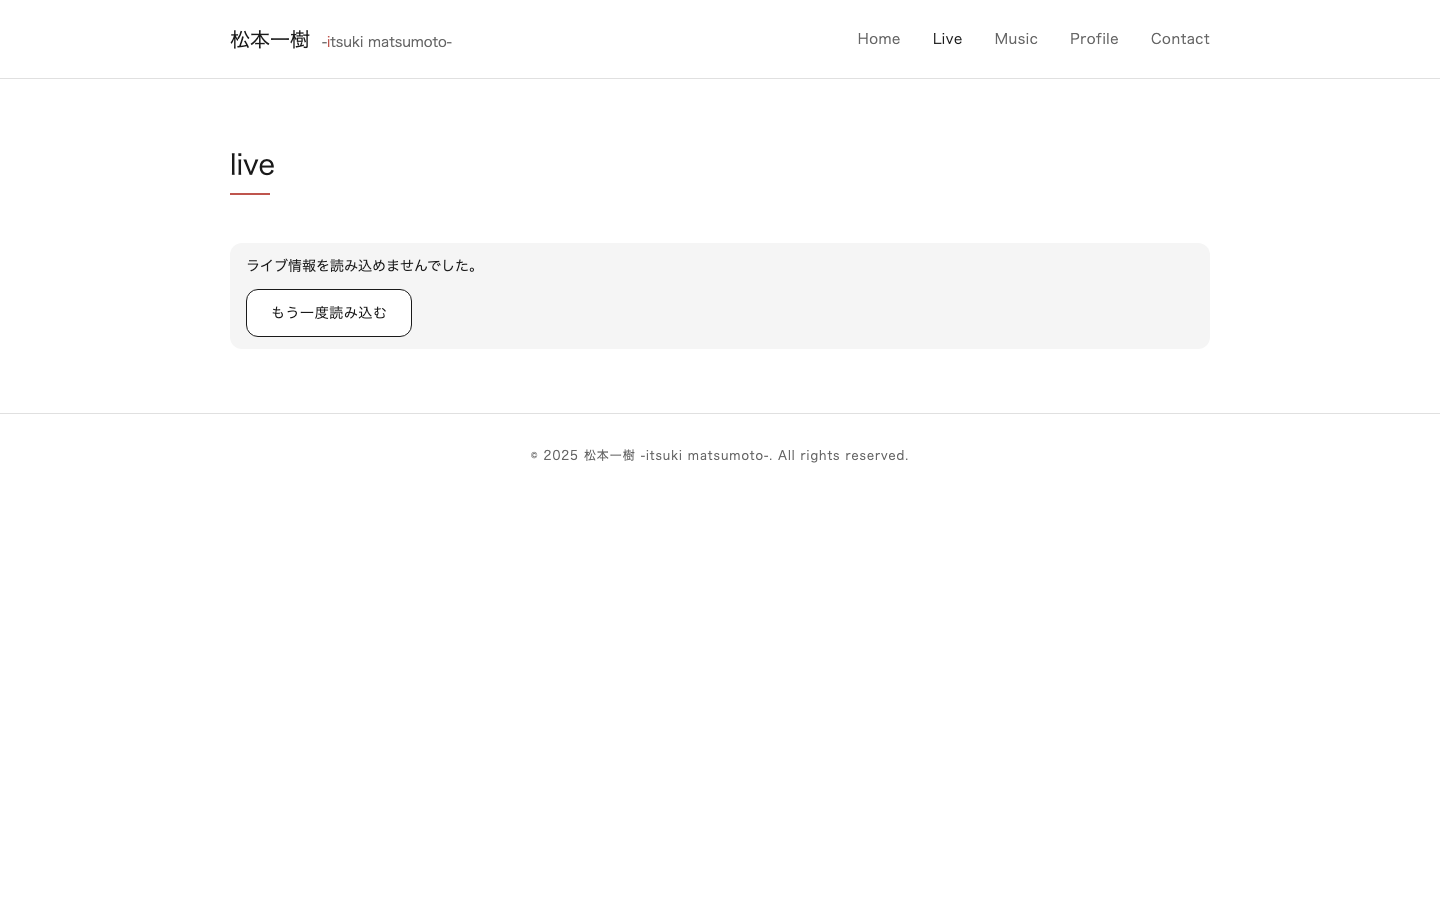 松本一樹 -itsuki matsumoto-
Home Live Music Profile Contact
live
ライブ情報を読み込めませんでした。
もう一度読み込む
© 2025 松本一樹 -itsuki matsumoto-. All rights reserved.